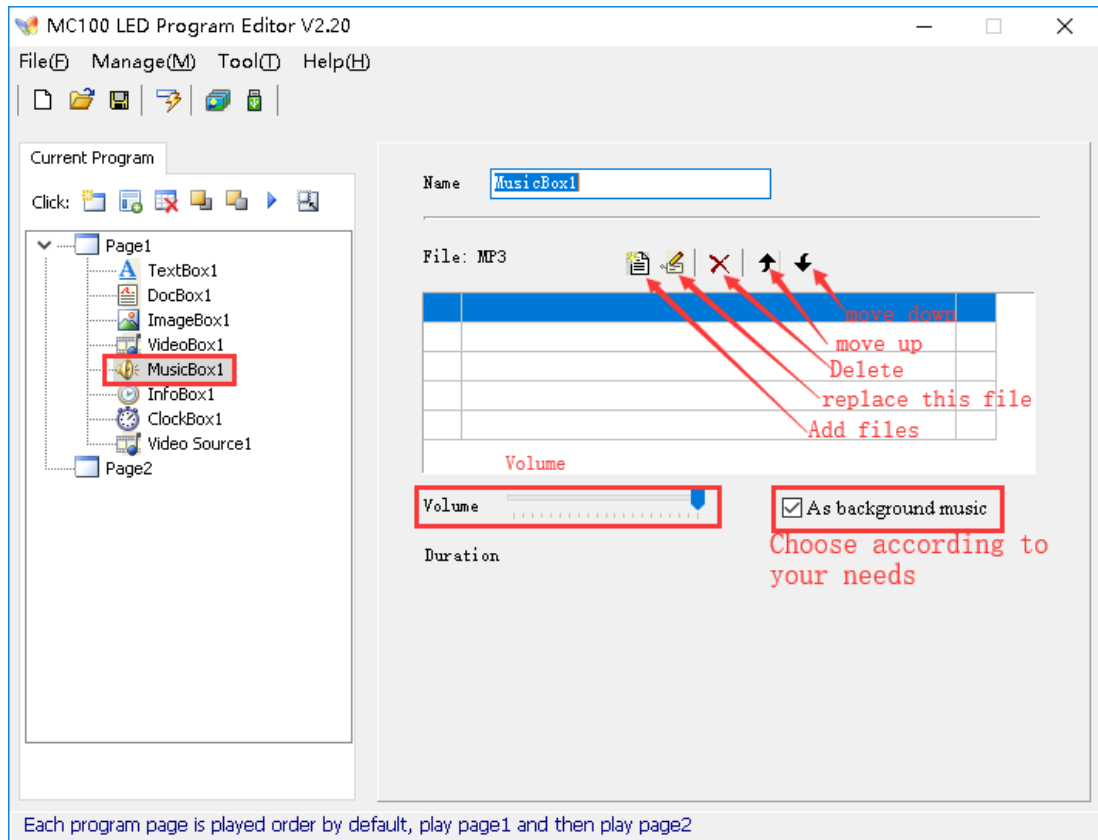 MC100 LED Program Editor V2.20
File(F) Manage(M) Tool(T) Help(H)
Current Program
Click:
Page1
TextBox1
DocBox1
ImageBox1
VideoBox1
MusicBox1
InfoBox1
ClockBox1
Video Source1
Page2
Name MusicBox1
File: MP3
move down
move up
Delete
replace this file
Add files
Volume
Volume
As background music
Choose according to
your needs
Duration
Each program page is played order by default, play page1 and then play page2